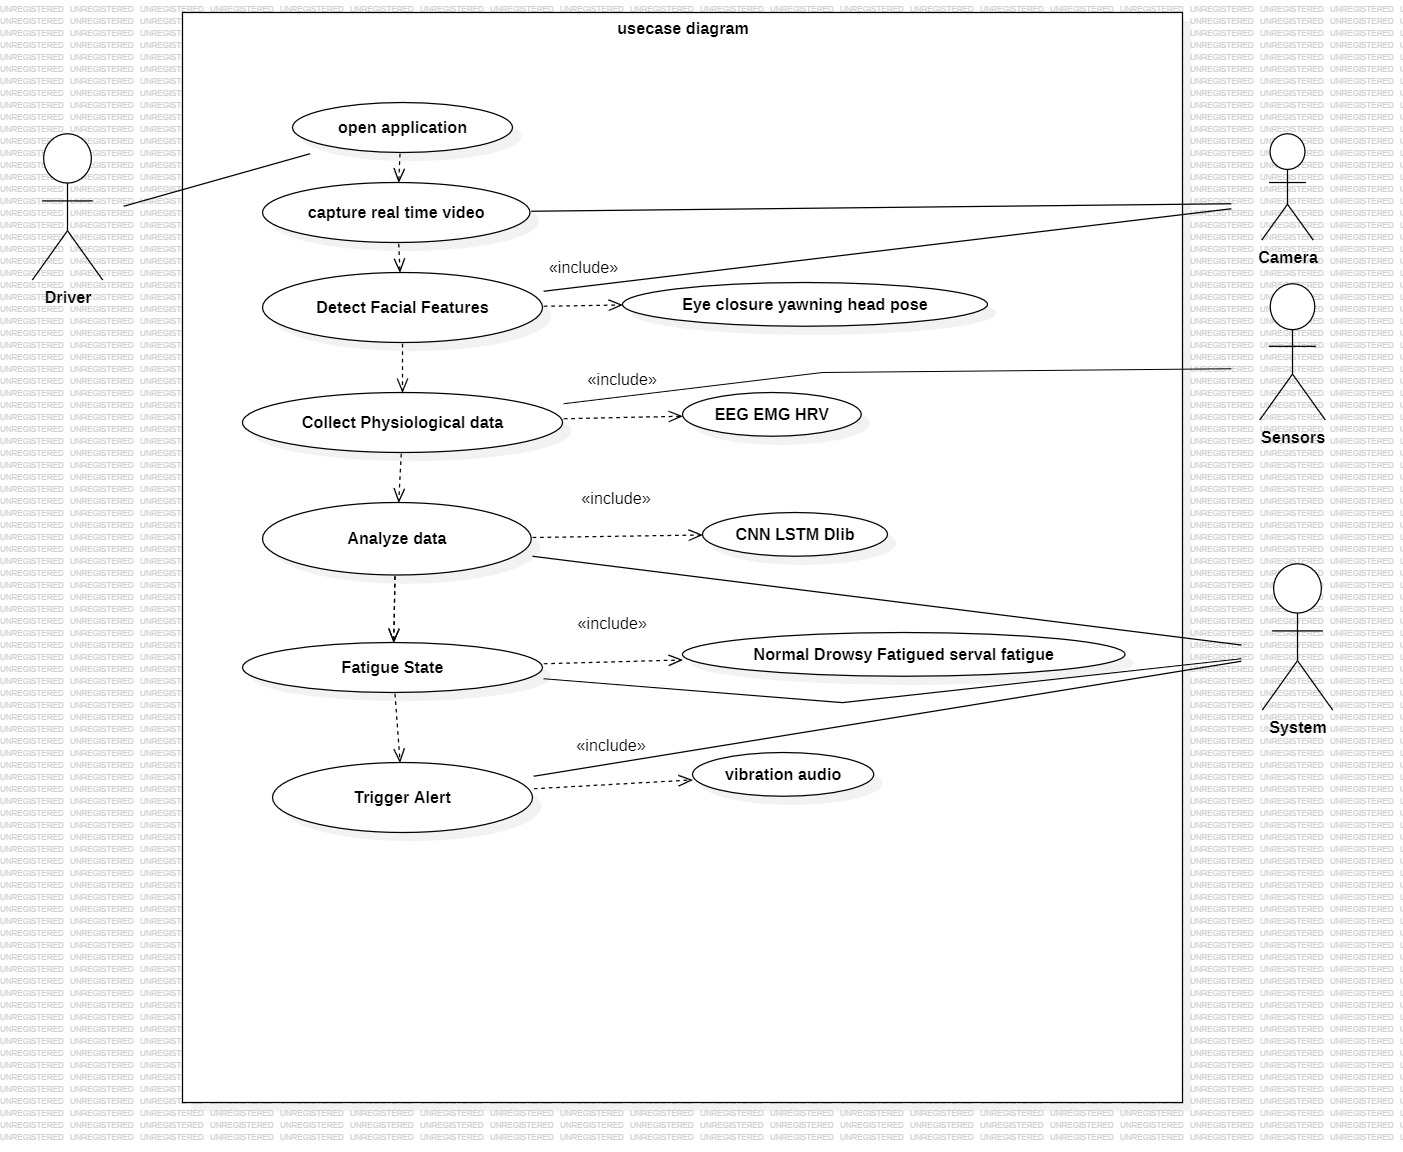 usecase diagram
open application
capture real time video
Camera
«include»
Driver
Detect Facial Features
Eye closure yawning head pose
«include»
Collect Physiological data
EEG EMG HRV
Sensors
«include»
Analyze data
CNN LSTM Dlib
«include»
Fatigue State
Normal Drowsy Fatigued serval fatigue
System
«include»
Trigger Alert
vibration audio
UNREGISTERED